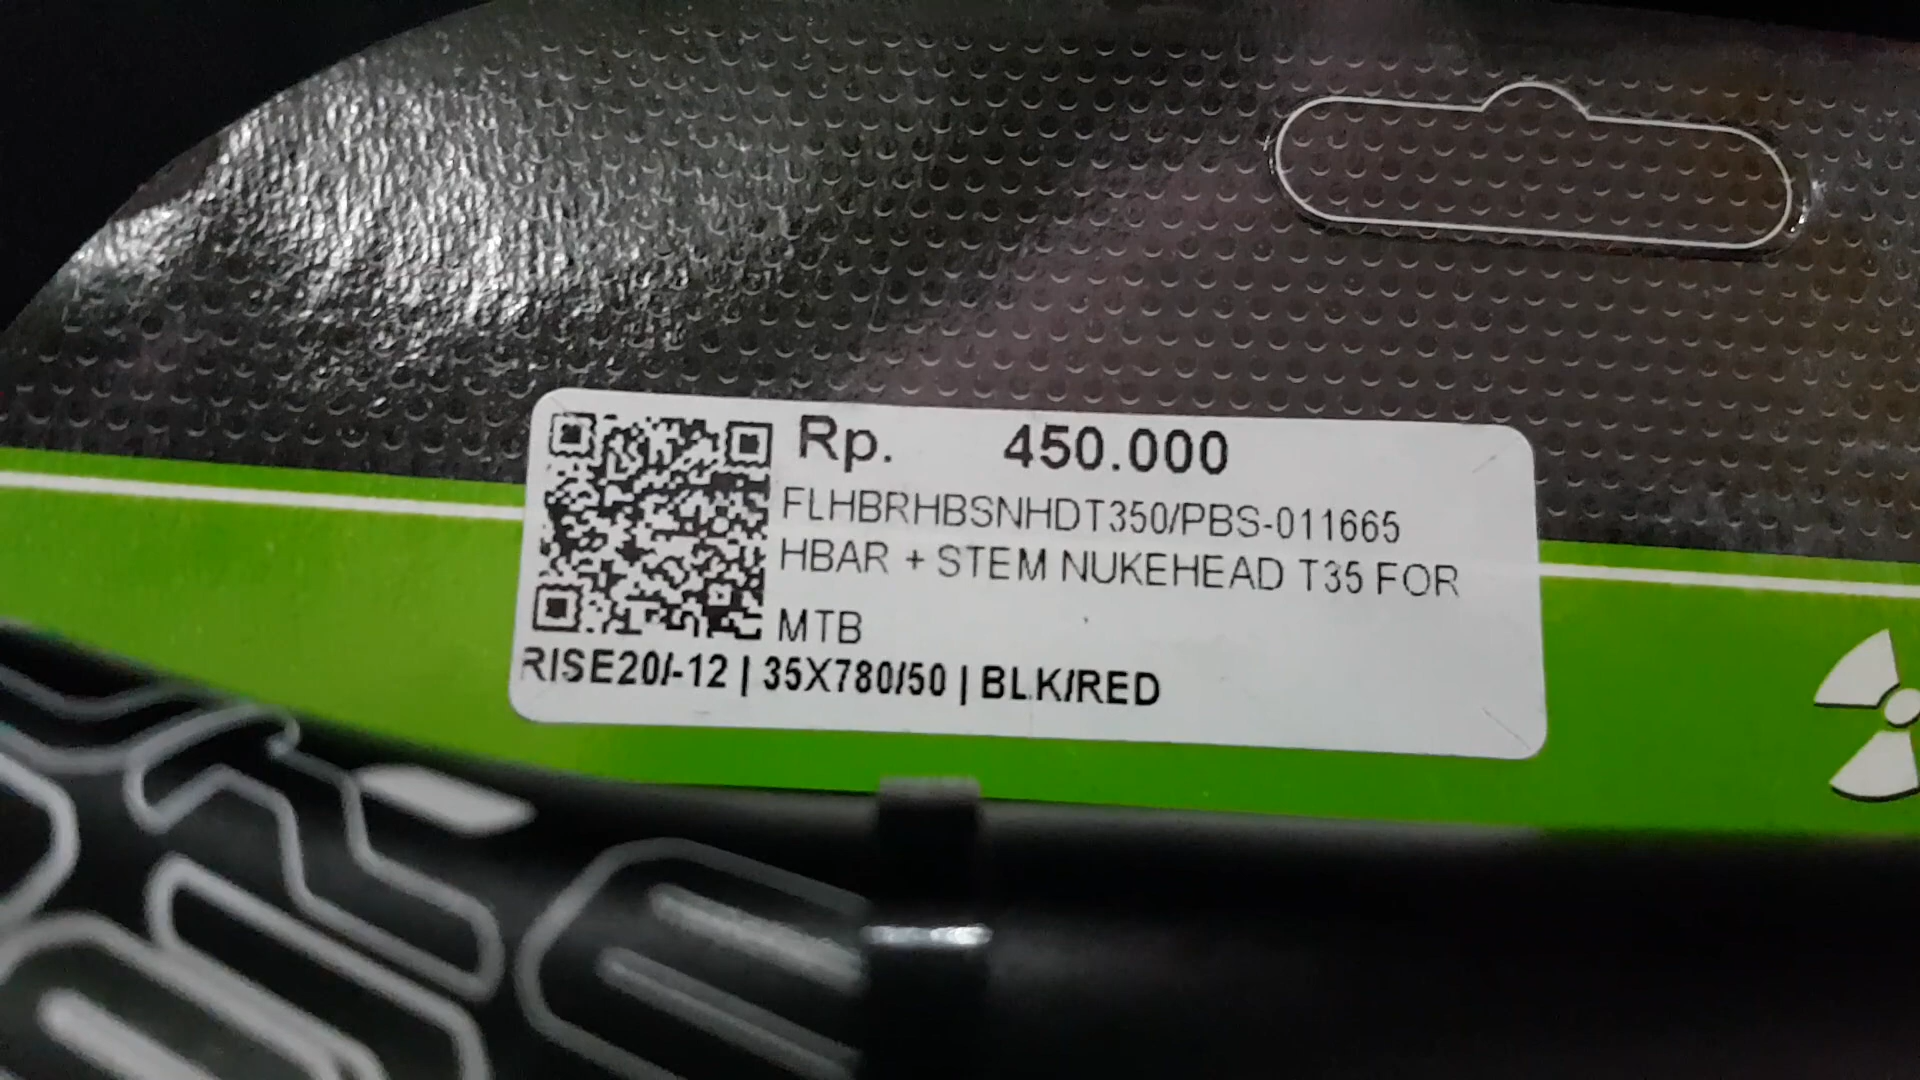 Rp. 450.000
FLHBRHBSNHDT350/PBS-011665
HBAR + STEM NUKEHEAD T35 FOR
MTB
RISE20/-12 | 35X780/50 | BLK/RED